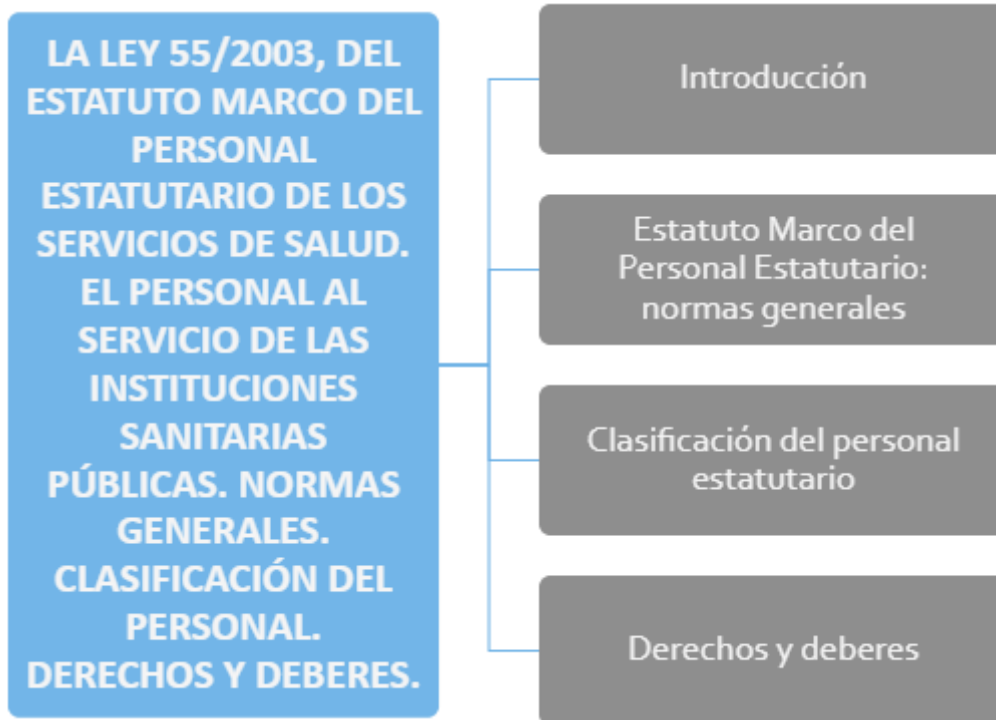 LA LEY 55/2003, DEL
ESTATUTO MARCO DEL
PERSONAL
ESTATUTARIO DE LOS
SERVICIOS DE SALUD.
EL PERSONAL AL
SERVICIO DE LAS
INSTITUCIONES
SANITARIAS
PÚBLICAS. NORMAS
GENERALES.
CLASIFICACIÓN DEL
PERSONAL.
DERECHOS Y DEBERES.
Introducción
Estatuto Marco del
Personal Estatutario:
normas generales
Clasificación del personal
estatutario
Derechos y deberes